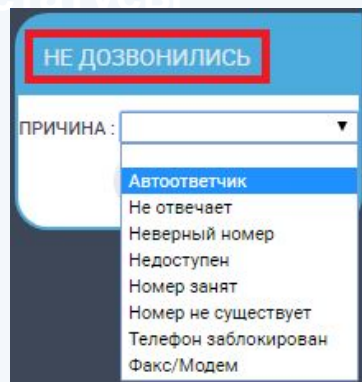 НЕ ДОЗВОНИЛИСЬ
ПРИЧИНА :
Автоответчик
Не отвечает
Неверный номер
Недоступен
Номер занят
Номер не существует
Телефон заблокирован
Факс/Модем